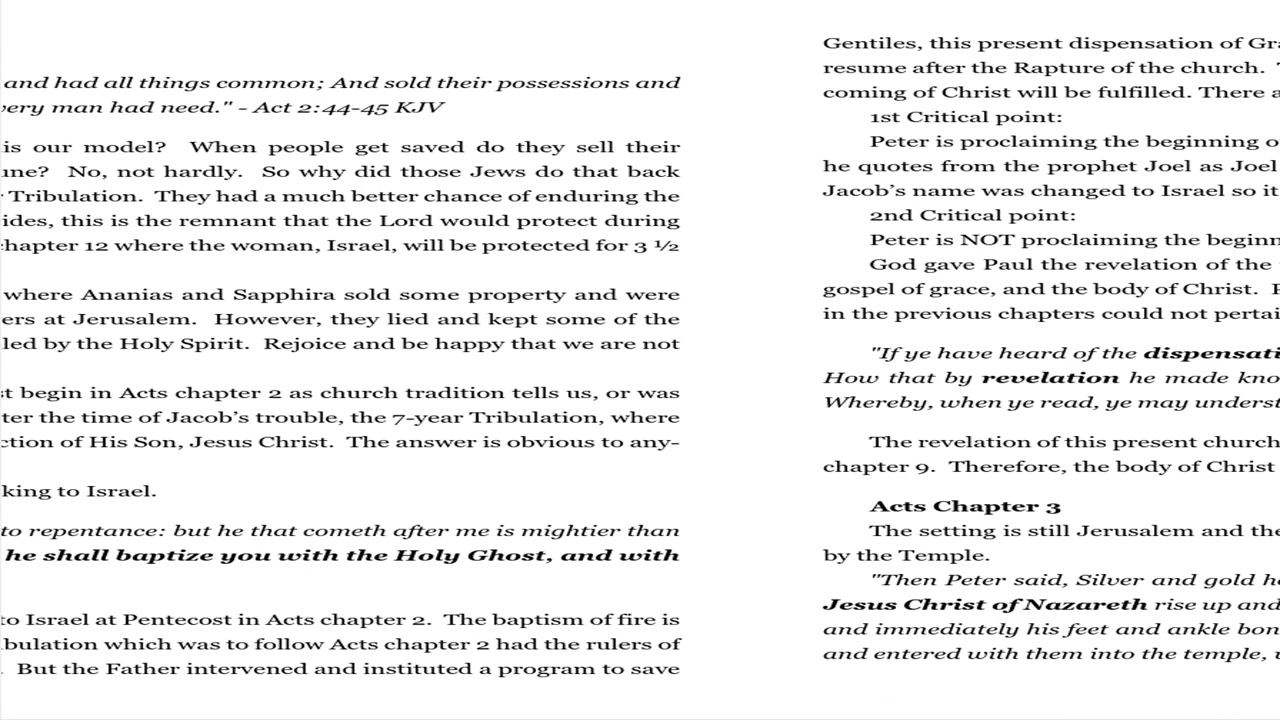 and had all things common; And sold their possessions and
very man had need." - Act 2:44-45 KJV
is our model? When people get saved do they sell their
No, not hardly. So why did those Jews do that back
Tribulation. They had a much better chance of enduring the
this is the remnant that the Lord would protect during
chapter 12 where the woman, Israel, will be protected for 3 ½
where Ananias and Sapphira sold some property and were
at Jerusalem. However, they lied and kept some of the
led by the Holy Spirit. Rejoice and be happy that we are not
begin in Acts chapter 2 as church tradition tells us, or was
the time of Jacob’s trouble, the 7-year Tribulation, where
of His Son, Jesus Christ. The answer is obvious to any-
king to Israel.
to repentance: but he that cometh after me is mightier than
he shall baptize you with the Holy Ghost, and with
to Israel at Pentecost in Acts chapter 2. The baptism of fire is
which was to follow Acts chapter 2 had the rulers of
But the Father intervened and instituted a program to save
Gentiles, this present dispensation of
resume after the Rapture of the church.
coming of Christ will be fulfilled. There
1st Critical point:
Peter is proclaiming the beginning
he quotes from the prophet Joel as Joel
Jacob’s name was changed to Israel so it
2nd Critical point:
Peter is NOT proclaiming the
God gave Paul the revelation of the
gospel of grace, and the body of Christ.
in the previous chapters could not
"If ye have heard of the
How that by revelation he made
Whereby, when ye read, ye may
The revelation of this present church
chapter 9. Therefore, the body of Christ
Acts Chapter 3
The setting is still Jerusalem and
by the Temple.
"Then Peter said, Silver and gold
Jesus Christ of Nazareth rise up and
and immediately his feet and ankle
and entered with them into the temple,